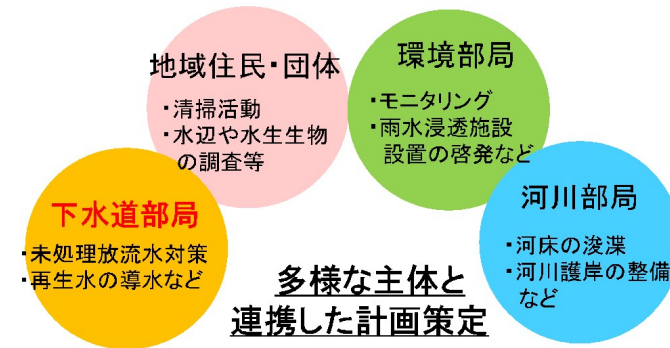 地域住民・団体
・清掃活動
・水辺や水生生物
の調査等
環境部局
・モニタリング
・雨水浸透施設
設置の啓発など
下水道部局
・未処理放流水対策
・再生水の導水など
河川部局
・河床の浚渫
・河川護岸の整備
など
多様な主体と
連携した計画策定